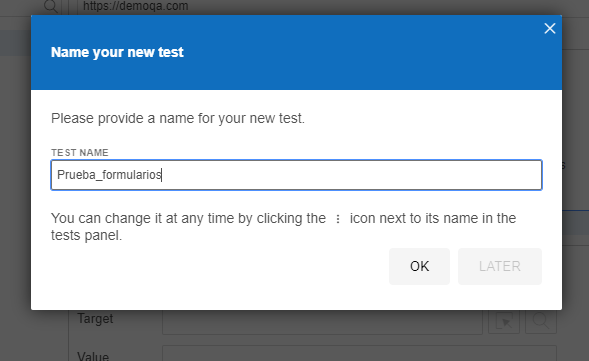 https://demoqa.com
Name your new test
Please provide a name for your new test.
TEST NAME
Prueba_formularios
You can change it at any time by clicking the ⋮ icon next to its name in the
tests panel.
OK
LATER
Target
Value